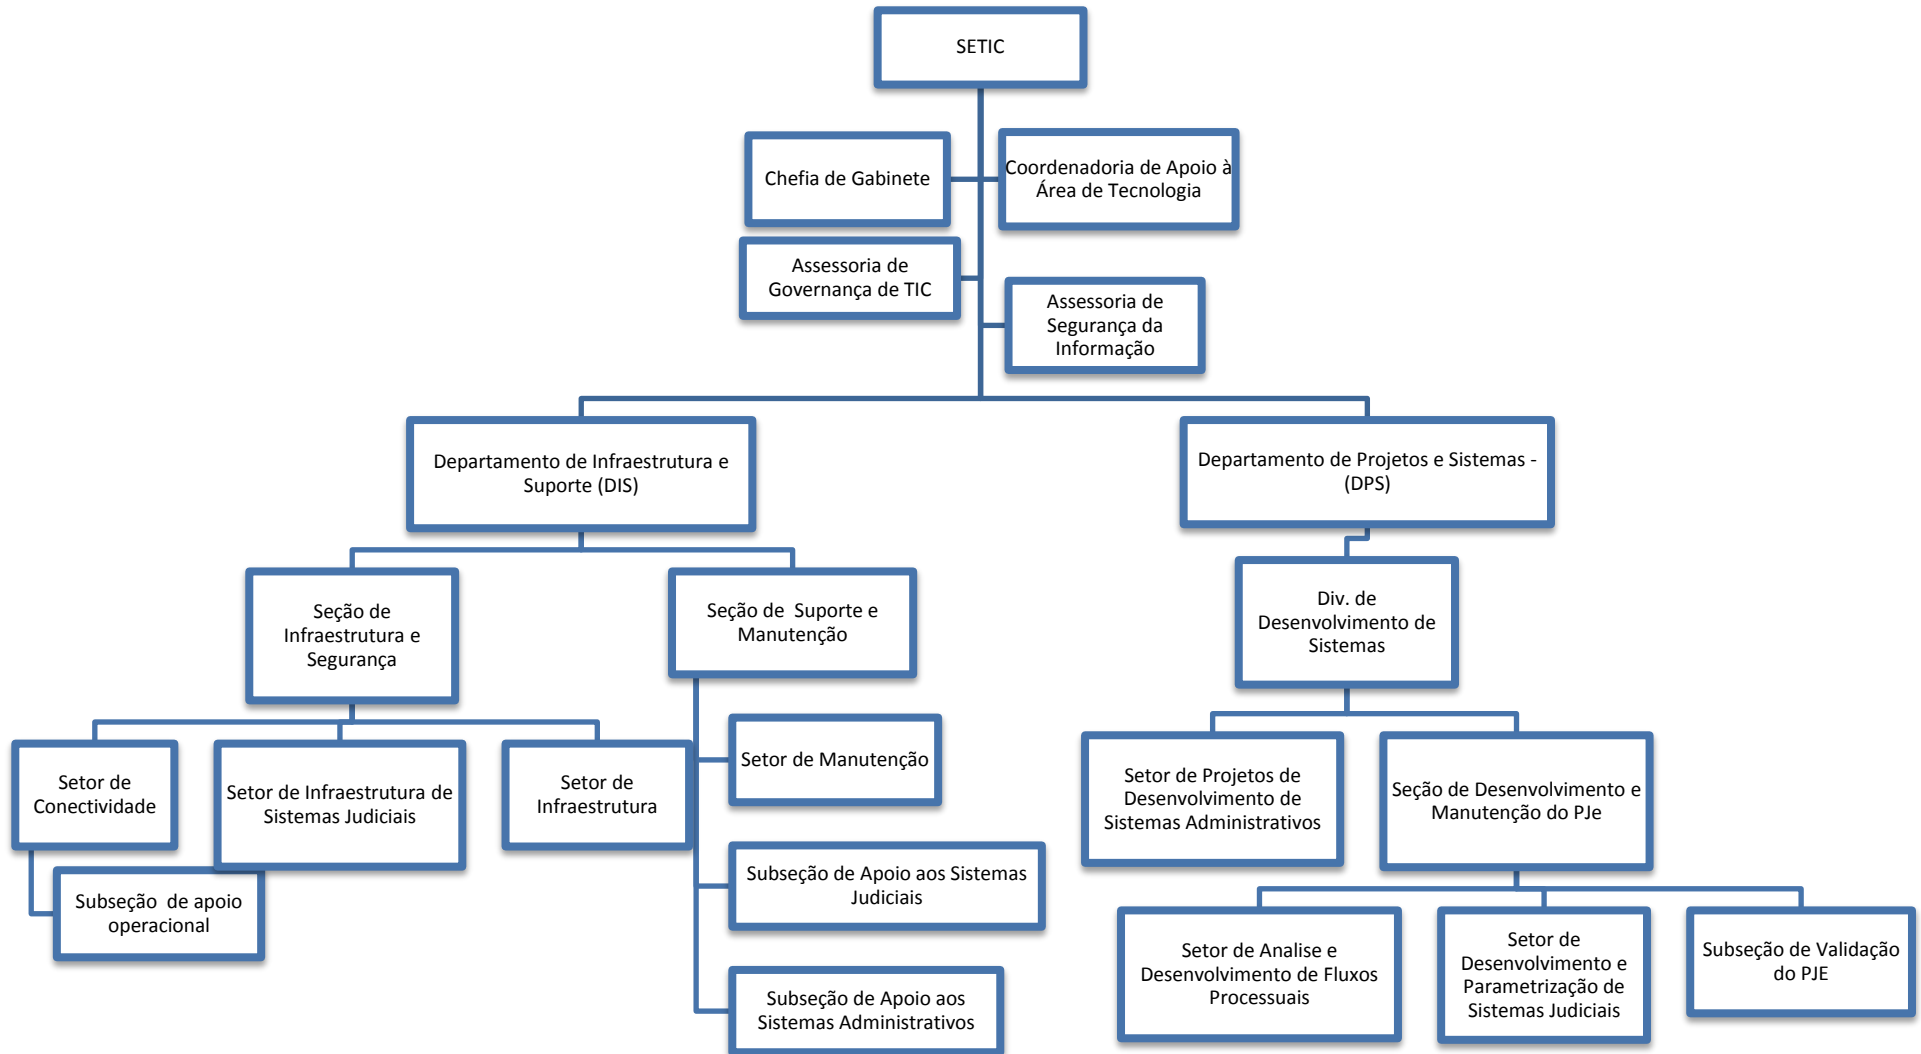 SETIC
Chefia de Gabinete
Coordenadoria de Apoio à
Área de Tecnologia
Assessoria de
Governança de TIC
Assessoria de
Segurança da
Informação
Departamento de Infraestrutura e
Suporte (DIS)
Departamento de Projetos e Sistemas -
(DPS)
Seção de
Infraestrutura e
Segurança
Seção de  Suporte e
Manutenção
Div. de
Desenvolvimento de
Sistemas
Setor de
Conectividade
Setor de Infraestrutura de
Sistemas Judiciais
Setor de
Infraestrutura
Setor de Manutenção
Setor de Projetos de
Desenvolvimento de
Sistemas Administrativos
Seção de Desenvolvimento e
Manutenção do PJe
Subseção  de apoio
operacional
Subseção de Apoio aos Sistemas
Judiciais
Subseção de Apoio aos
Sistemas Administrativos
Setor de Analise e
Desenvolvimento de Fluxos
Processuais
Setor de
Desenvolvimento e
Parametrização de
Sistemas Judiciais
Subseção de Validação
do PJE